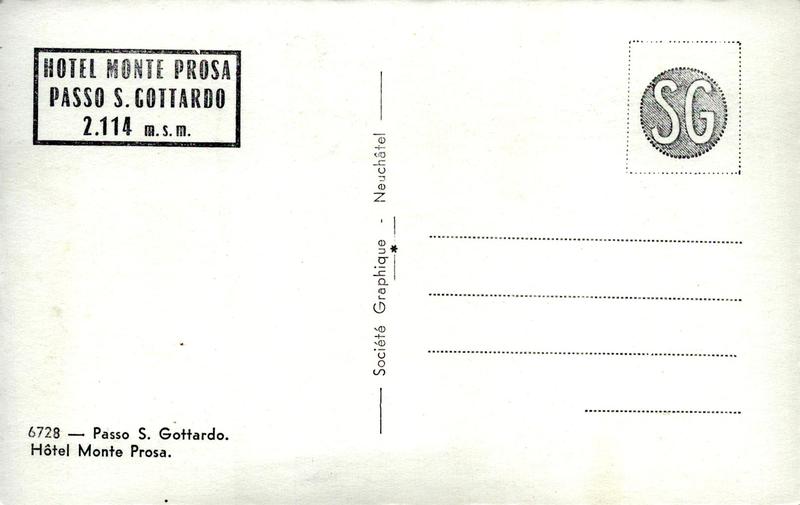 HOTEL MONTE PROSA
PASSO S. GOTTARDO
2.114 m.s.m.
SG
Société Graphique - Neuchâtel
*
6728 — Passo S. Gottardo.
Hôtel Monte Prosa.